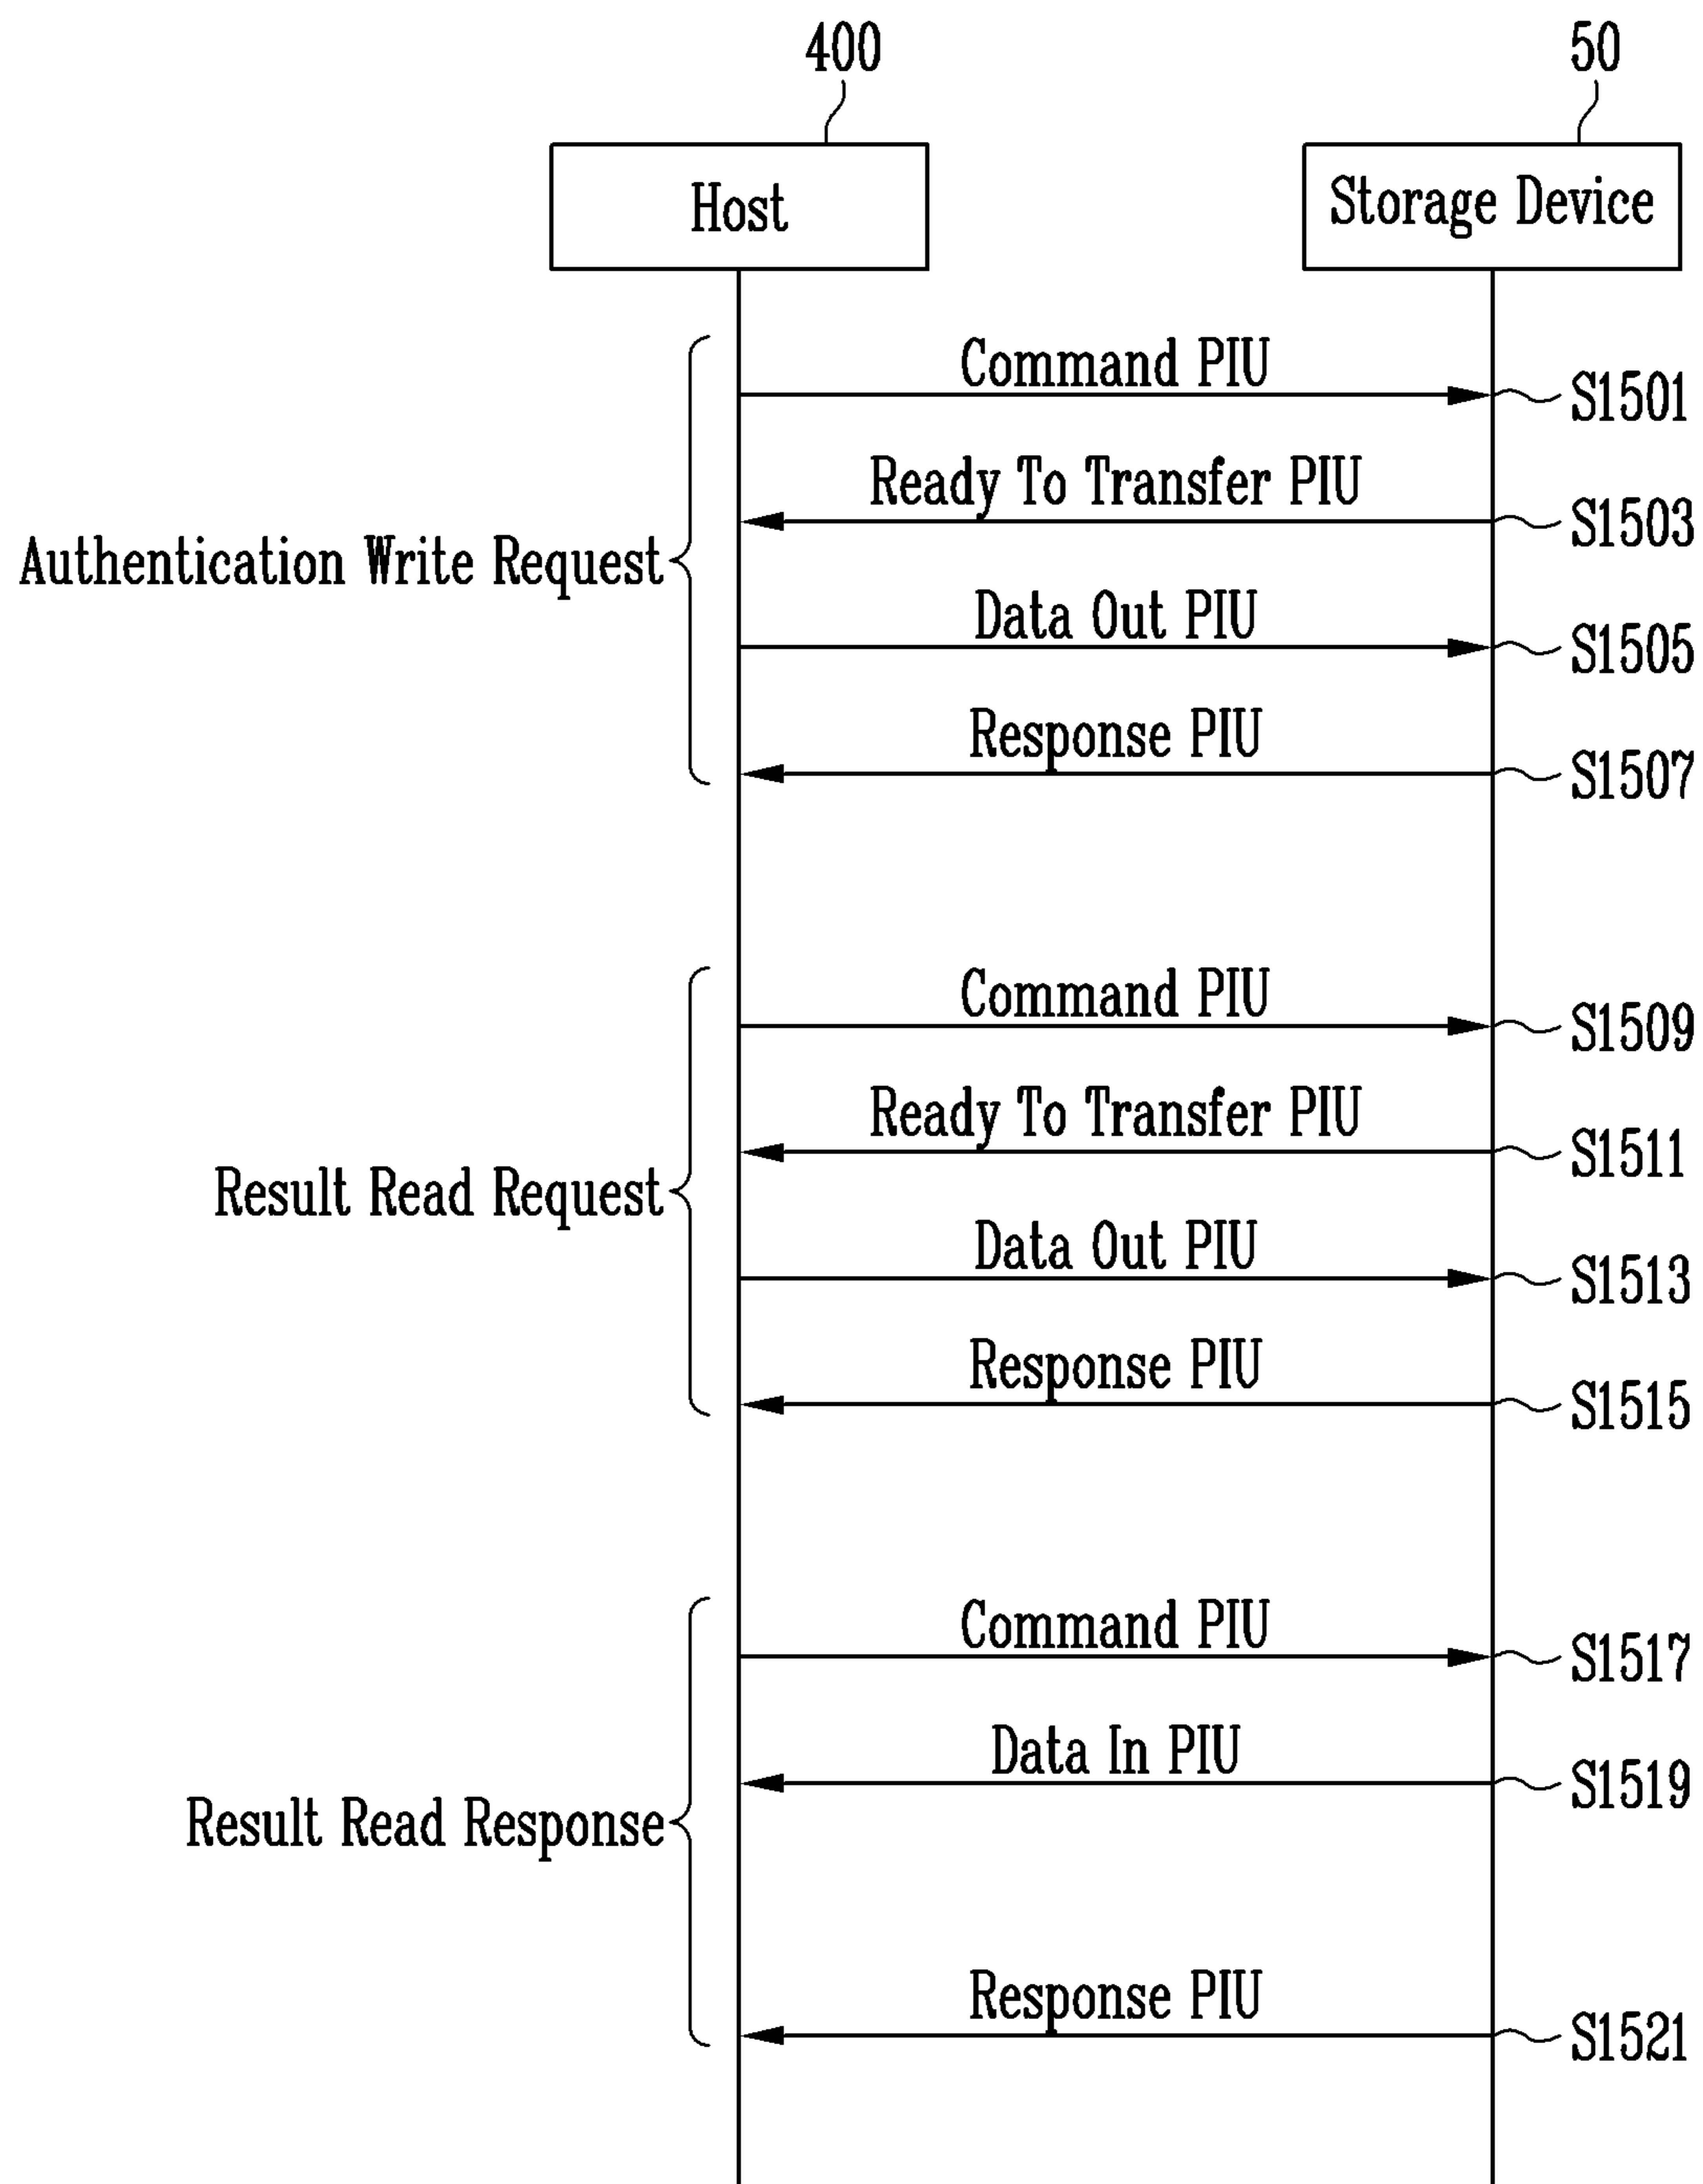 400
50
Host
Storage Device
Command PIU
S1501
Ready To Transfer PIU
S1503
Authentication Write Request
Data Out PIU
S1505
Response PIU
S1507
Command PIU
S1509
Ready To Transfer PIU
S1511
Result Read Request
Data Out PIU
S1513
Response PIU
S1515
Command PIU
S1517
Data In PIU
S1519
Result Read Response
Response PIU
S1521